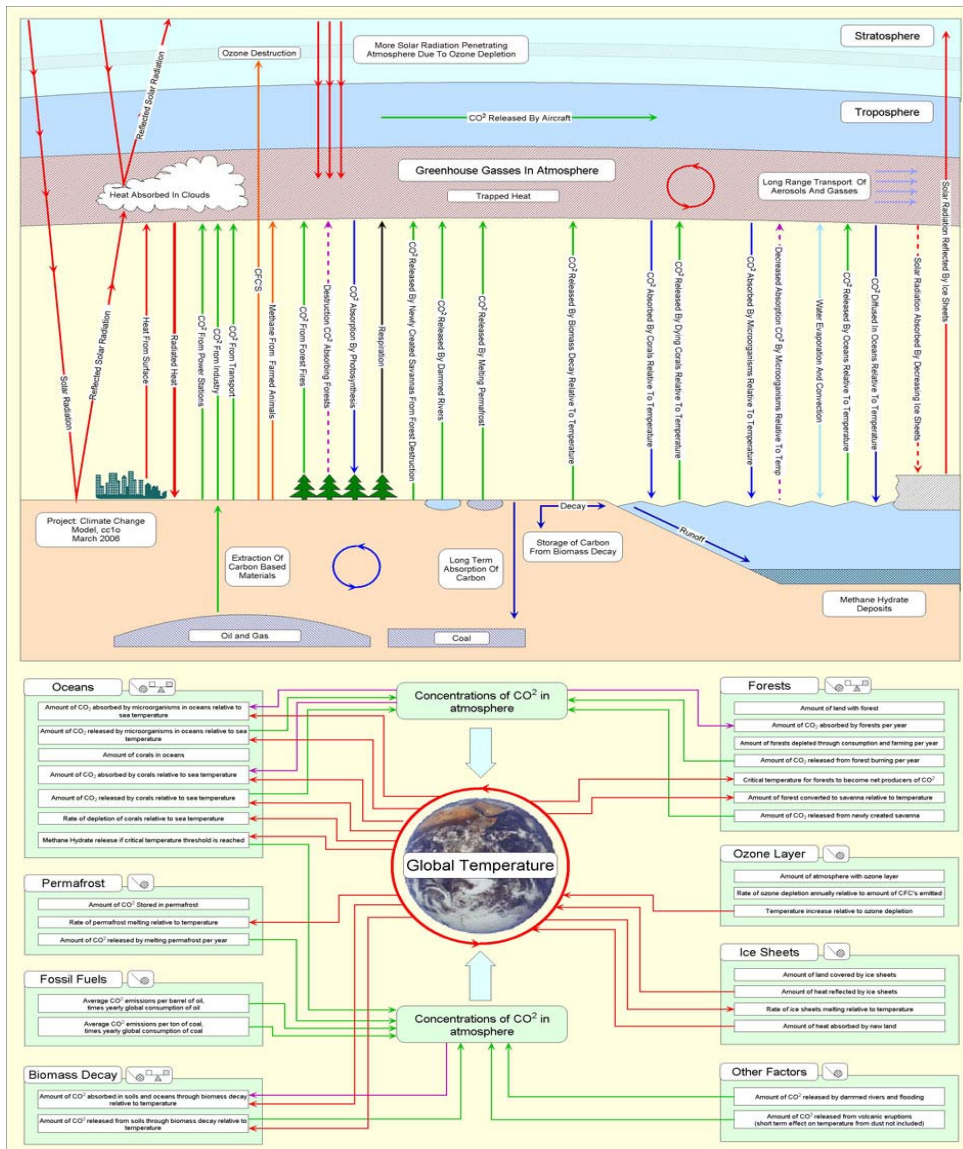 Stratosphere
Ozone Destruction
More Solar Radiation Penetrating
Atmosphere Due To Ozone Depletion
Reflected Solar Radiation
Troposphere
CO² Released By Aircraft
Greenhouse Gasses In Atmosphere
Trapped Heat
Heat Absorbed In Clouds
Long Range Transport Of
Aerosols And Gasses
Solar Radiation Reflected By Ice Sheets
Solar Radiation
Reflected Solar Radiation
Heat From Surface
Radiated Heat
CO² From Power Stations
CO² From Industry
CO² From Transport
CFC'S
Methane From Farmed Animals
CO² From Forest Fires
Destruction CO² Absorbing Forests
CO² Absorption By Photosynthesis
Respiration
CO² Released By Newly Created Savannas From Forest Destruction
CO² Released By Dammed Rivers
CO² Released By Melting Permafrost
CO² Released By Biomass Decay Relative To Temperature
CO² Absorbed By Corals Relative To Temperature
CO² Released By Dying Corals Relative To Temperature
CO² Absorbed By Microorganisms Relative To Temperature
Decreased Absorption CO² By Microorganisms Relative To Temp
Water Evaporation And Convection
CO² Released By Oceans Relative To Temperature
CO² Diffused In Oceans Relative To Temperature
Solar Radiation Absorbed By Decreasing Ice Sheets
Project: Climate Change
Model, cc1o
March 2006
Extraction Of
Carbon Based
Materials
Long Term
Absorption Of
Carbon
Decay
Storage of Carbon
From Biomass Decay
Runoff
Methane Hydrate
Deposits
Oil and Gas
Coal
Oceans
Amount of CO₂ absorbed by microorganisms in oceans relative to
sea temperature
Amount of CO₂ released by microorganisms in oceans relative to sea
temperature
Amount of corals in oceans
Amount of CO₂ absorbed by corals relative to sea temperature
Amount of CO₂ released by corals relative to sea temperature
Rate of depletion of corals relative to sea temperature
Methane Hydrate release if critical temperature threshold is reached
Concentrations of CO² in
atmosphere
Forests
Amount of land with forest
Amount of CO₂ absorbed by forests per year
Amount of forests depleted through consumption and farming per year
Amount of CO₂ released from forest burning per year
Critical temperature for forests to become net producers of CO²
Amount of forest converted to savanna relative to temperature
Amount of CO₂ released from newly created savanna
Global Temperature
Permafrost
Amount of CO² Stored in permafrost
Rate of permafrost melting relative to temperature
Amount of CO² released by melting permafrost per year
Ozone Layer
Amount of atmosphere with ozone layer
Rate of ozone depletion annually relative to amount of CFC's emitted
Temperature increase relative to ozone depletion
Fossil Fuels
Average CO² emissions per barrel of oil,
times yearly global consumption of oil
Average CO² emissions per ton of coal,
times yearly global consumption of coal
Concentrations of CO² in
atmosphere
Ice Sheets
Amount of land covered by ice sheets
Amount of heat reflected by ice sheets
Rate of ice sheets melting relative to temperature
Amount of heat absorbed by new land
Biomass Decay
Amount of CO² absorbed in soils and oceans through biomass decay
relative to temperature
Amount of CO² released from soils through biomass decay relative to
temperature
Other Factors
Amount of CO² released by dammed rivers and flooding
Amount of CO² released from volcanic eruptions
(short term effect on temperature from dust not included)